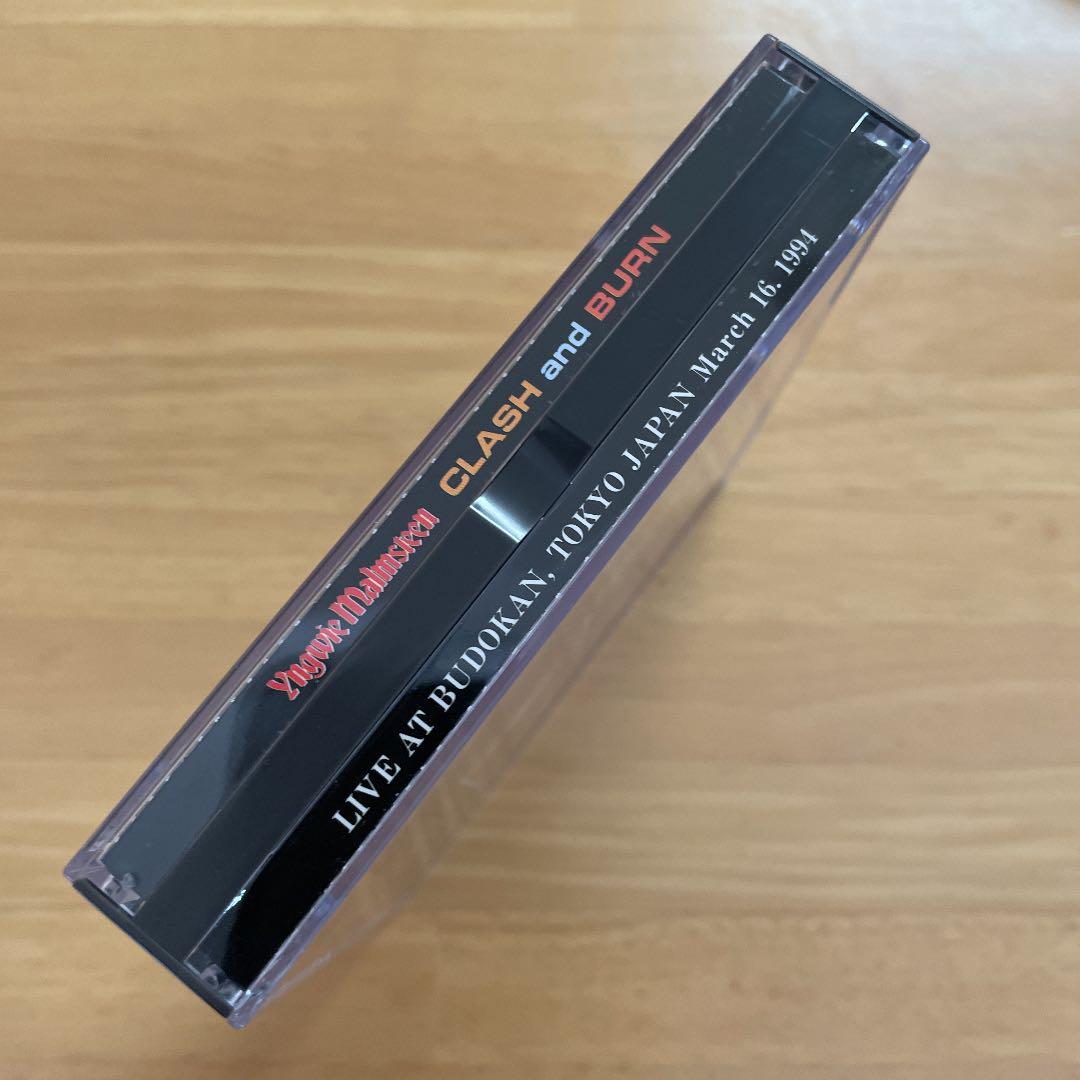 Yngwie Malmsteen CLASH and BURN
LIVE AT BUDOKAN, TOKYO JAPAN March 16. 1994